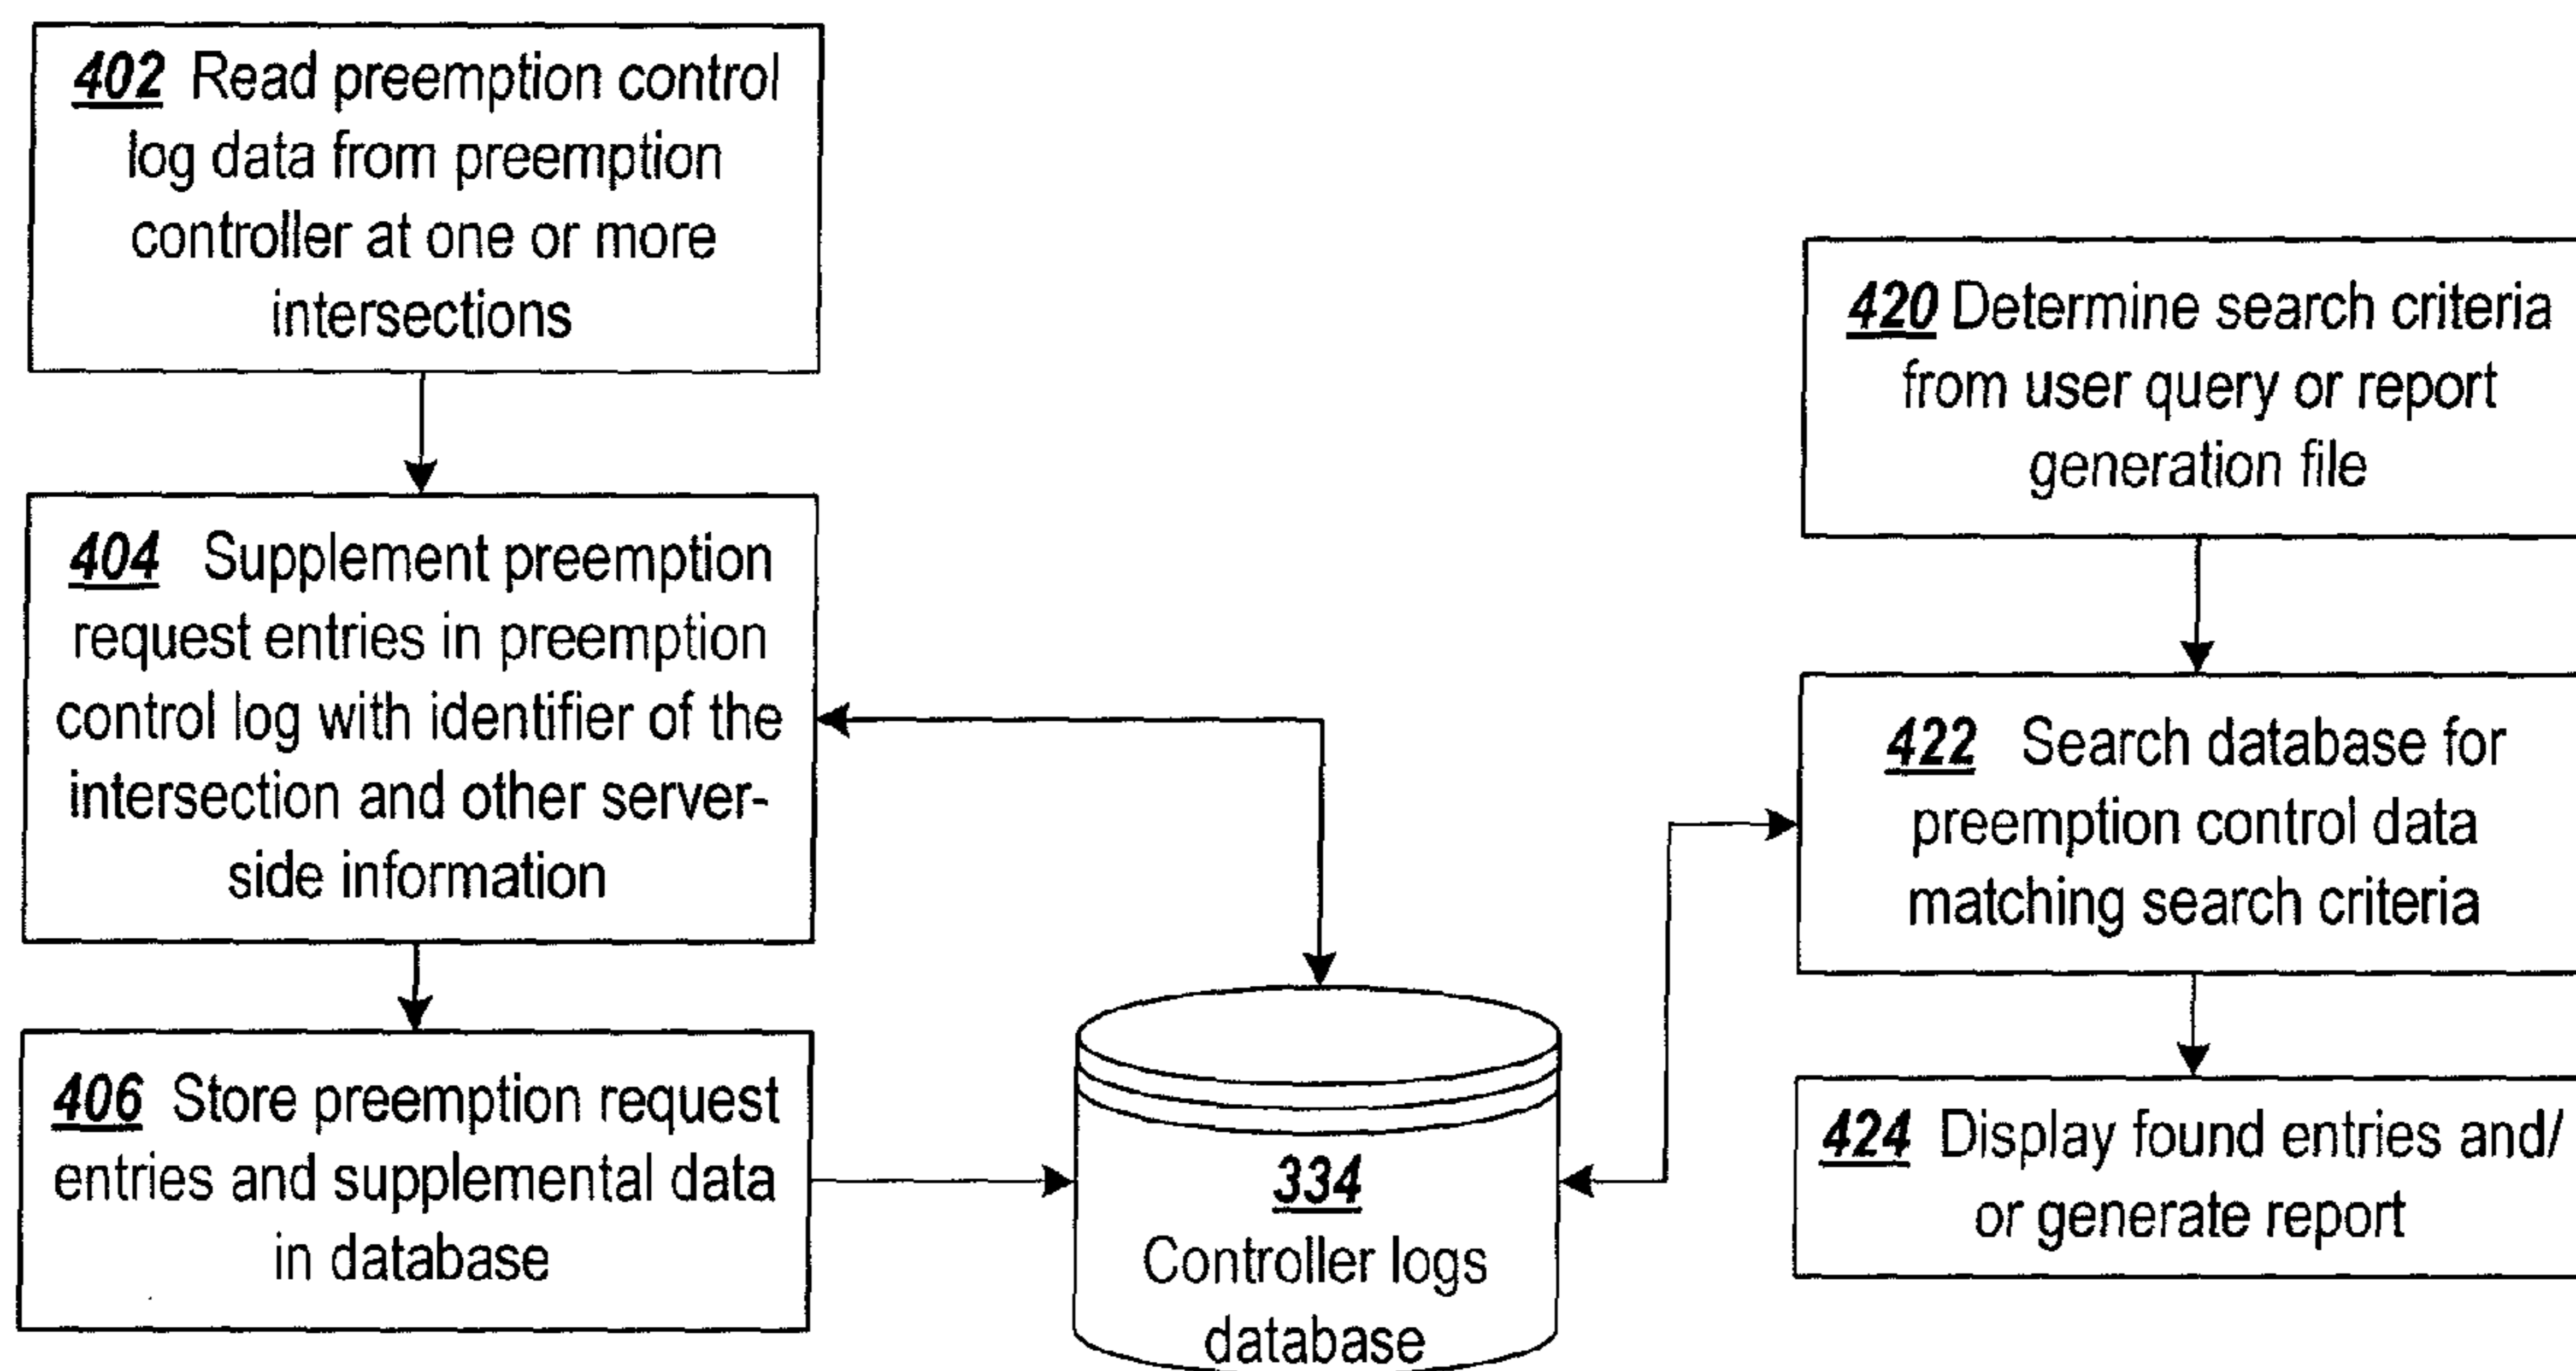 402 Read preemption control
log data from preemption
controller at one or more
intersections
404 Supplement preemption
request entries in preemption
control log with identifier of the
intersection and other server-
side information
406 Store preemption request
entries and supplemental data
in database
334
Controller logs
database
420 Determine search criteria
from user query or report
generation file
422 Search database for
preemption control data
matching search criteria
424 Display found entries and/
or generate report